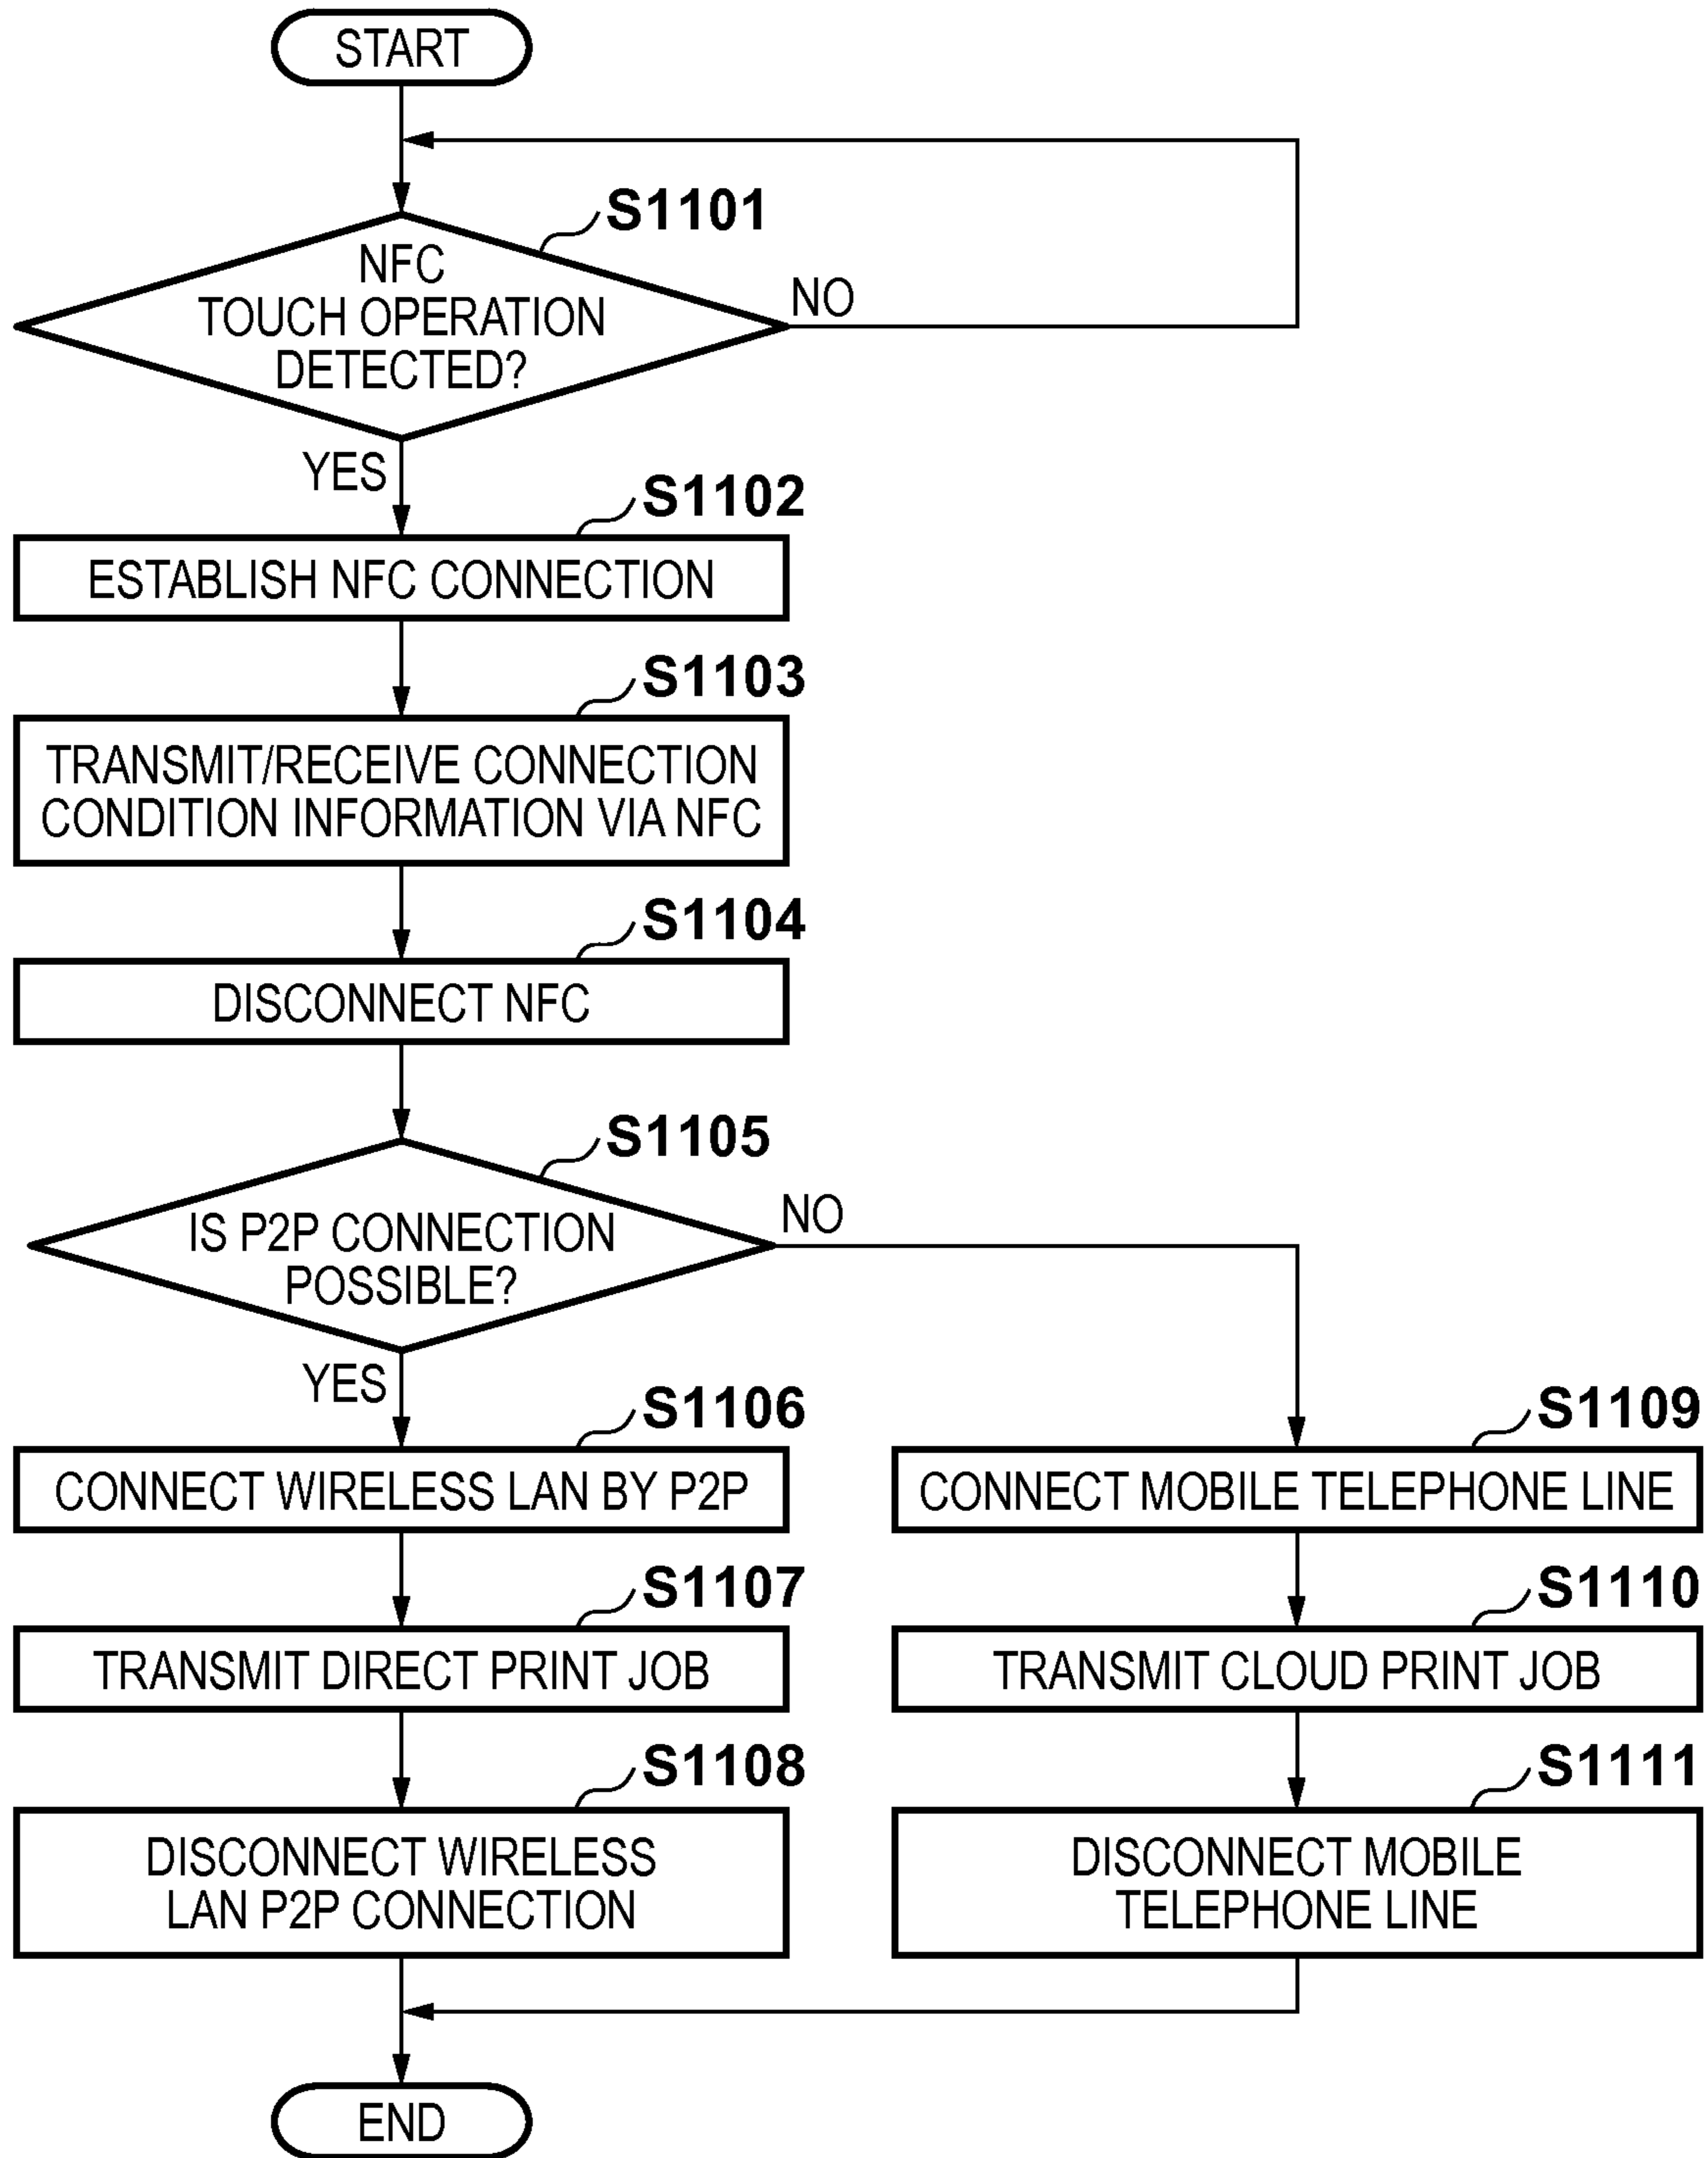 START
S1101
NFC
TOUCH OPERATION
DETECTED?
NO
YES
S1102
ESTABLISH NFC CONNECTION
S1103
TRANSMIT/RECEIVE CONNECTION
CONDITION INFORMATION VIA NFC
S1104
DISCONNECT NFC
S1105
IS P2P CONNECTION
POSSIBLE?
NO
YES
S1106
CONNECT WIRELESS LAN BY P2P
S1107
TRANSMIT DIRECT PRINT JOB
S1108
DISCONNECT WIRELESS
LAN P2P CONNECTION
S1109
CONNECT MOBILE TELEPHONE LINE
S1110
TRANSMIT CLOUD PRINT JOB
S1111
DISCONNECT MOBILE
TELEPHONE LINE
END